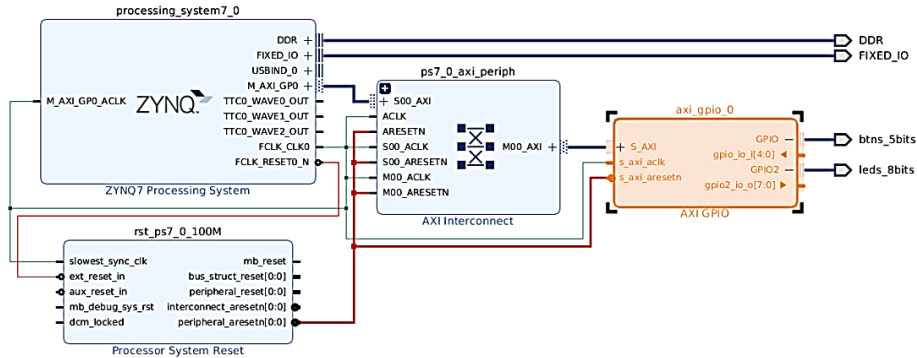 processing_system7_0
DDR
FIXED_IO
USBIND_0
M_AXI_GP0
M_AXI_GP0_ACLK
ZYNQ
TTC0_WAVE0_OUT
TTC0_WAVE1_OUT
TTC0_WAVE2_OUT
FCLK_CLK0
FCLK_RESET0_N
ZYNQ7 Processing System
ps7_0_axi_periph
S00_AXI
ACLK
ARESETN
S00_ACLK
S00_ARESETN
M00_ACLK
M00_ARESETN
M00_AXI
AXI Interconnect
axi_gpio_0
S_AXI
s_axi_aclk
s_axi_aresetn
GPIO
gpio_io_i[4:0]
GPIO2
gpio2_io_o[7:0]
AXI GPIO
DDR
FIXED_IO
btns_5bits
leds_8bits
rst_ps7_0_100M
slowest_sync_clk
ext_reset_in
aux_reset_in
mb_debug_sys_rst
dcm_locked
mb_reset
bus_struct_reset[0:0]
peripheral_reset[0:0]
interconnect_aresetn[0:0]
peripheral_aresetn[0:0]
Processor System Reset